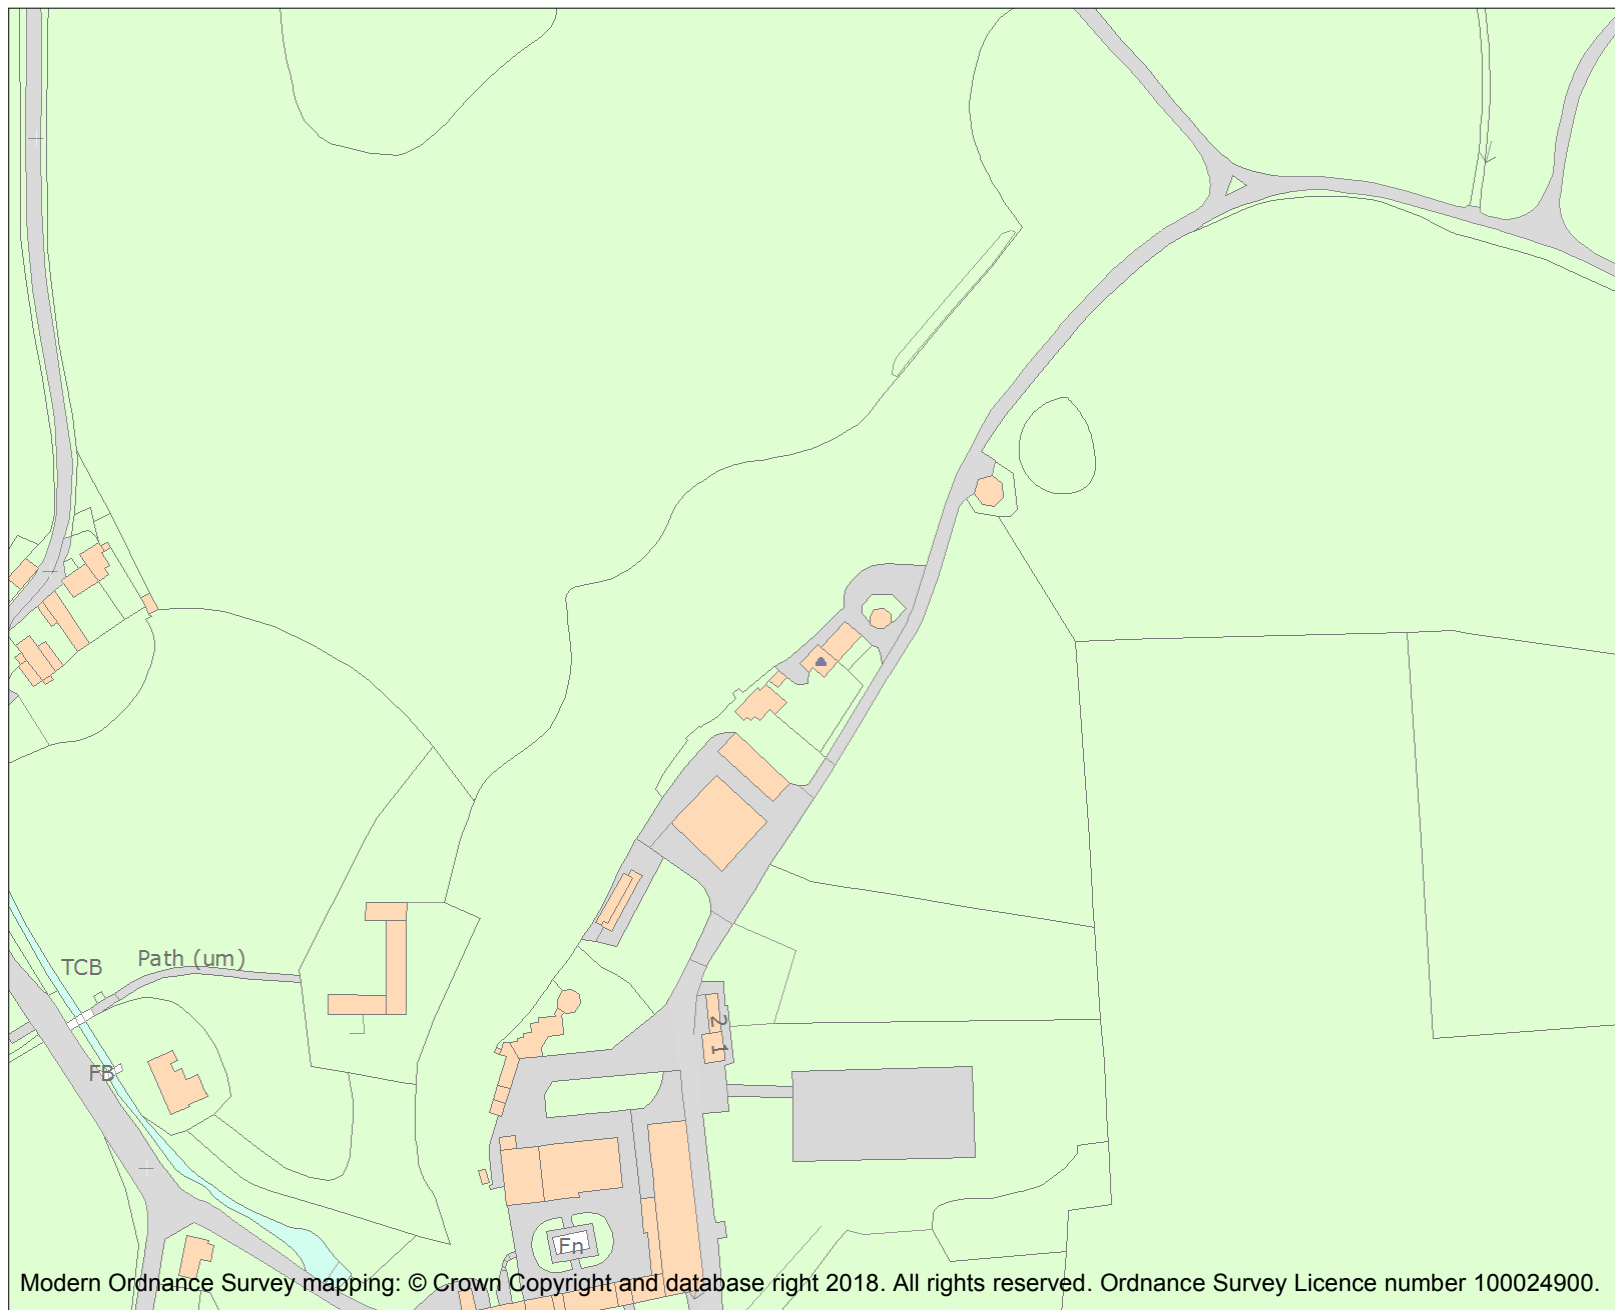 TCB
Path (um)
2
1
FB
Fn
Modern Ordnance Survey mapping: © Crown Copyright and database right 2018. All rights reserved. Ordnance Survey Licence number 100024900.